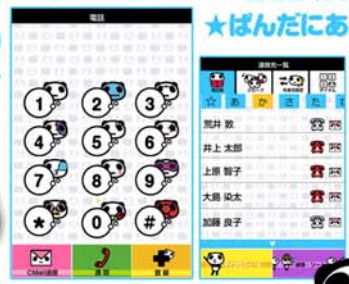 電話
1 2 3
4 5 6
7 8 9
* 0 #
CMail送信 通話 登録
★ぱんだにあ
連絡先一覧
☆ あ か さ た
荒井 敦
井上 太郎
上原 智子
大島 染太
加藤 良子